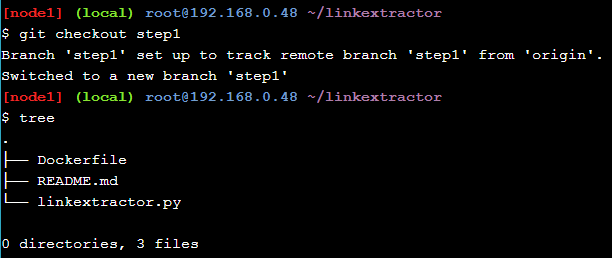 [node1] (local) root@192.168.0.48 ~/linkextractor
$ git checkout step1
Branch 'step1' set up to track remote branch 'step1' from 'origin'.
Switched to a new branch 'step1'
[node1] (local) root@192.168.0.48 ~/linkextractor
$ tree
.
├── Dockerfile
├── README.md
└── linkextractor.py
0 directories, 3 files